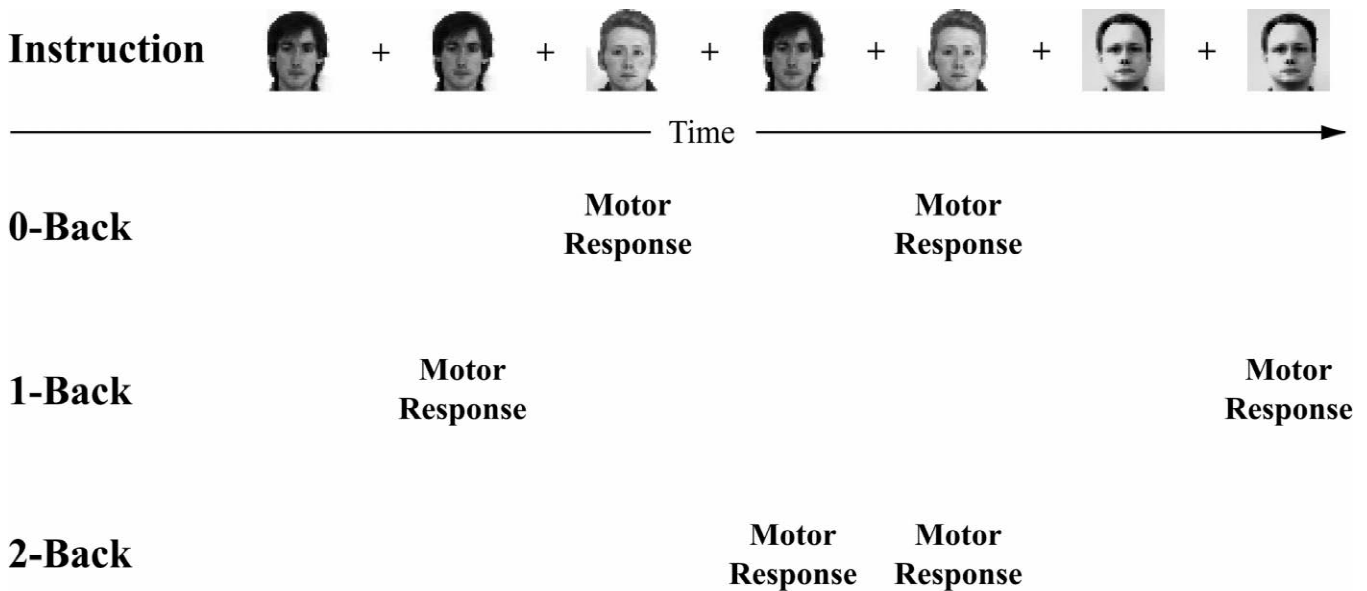 Instruction + + + + + +
Time
0-Back
Motor
Response
Motor
Response
1-Back
Motor
Response
Motor
Response
2-Back
Motor
Response
Motor
Response